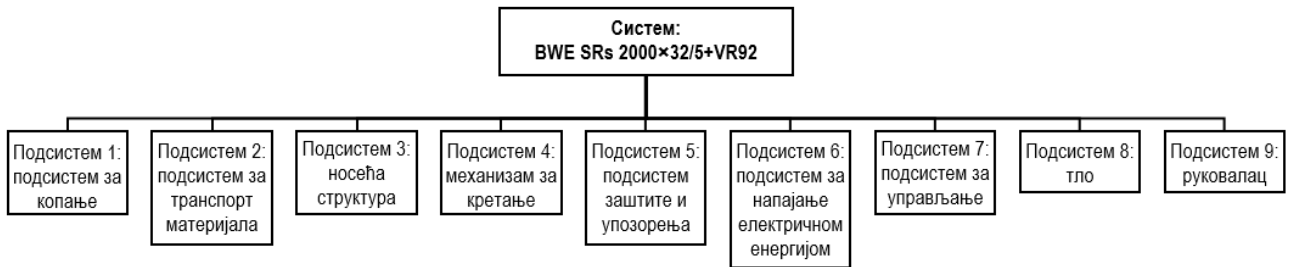 Систем:
BWE SRs 2000×32/5+VR92
Подсистем 1:
подсистем за
копање
Подсистем 2:
подсистем за
транспорт
материјала
Подсистем 3:
носећа
структура
Подсистем 4:
механизам за
кретање
Подсистем 5:
подсистем
заштите и
упозорења
Подсистем 6:
подсистем за
напајање
електричном
енергијом
Подсистем 7:
подсистем за
управљање
Подсистем 8:
тло
Подсистем 9:
руковалац